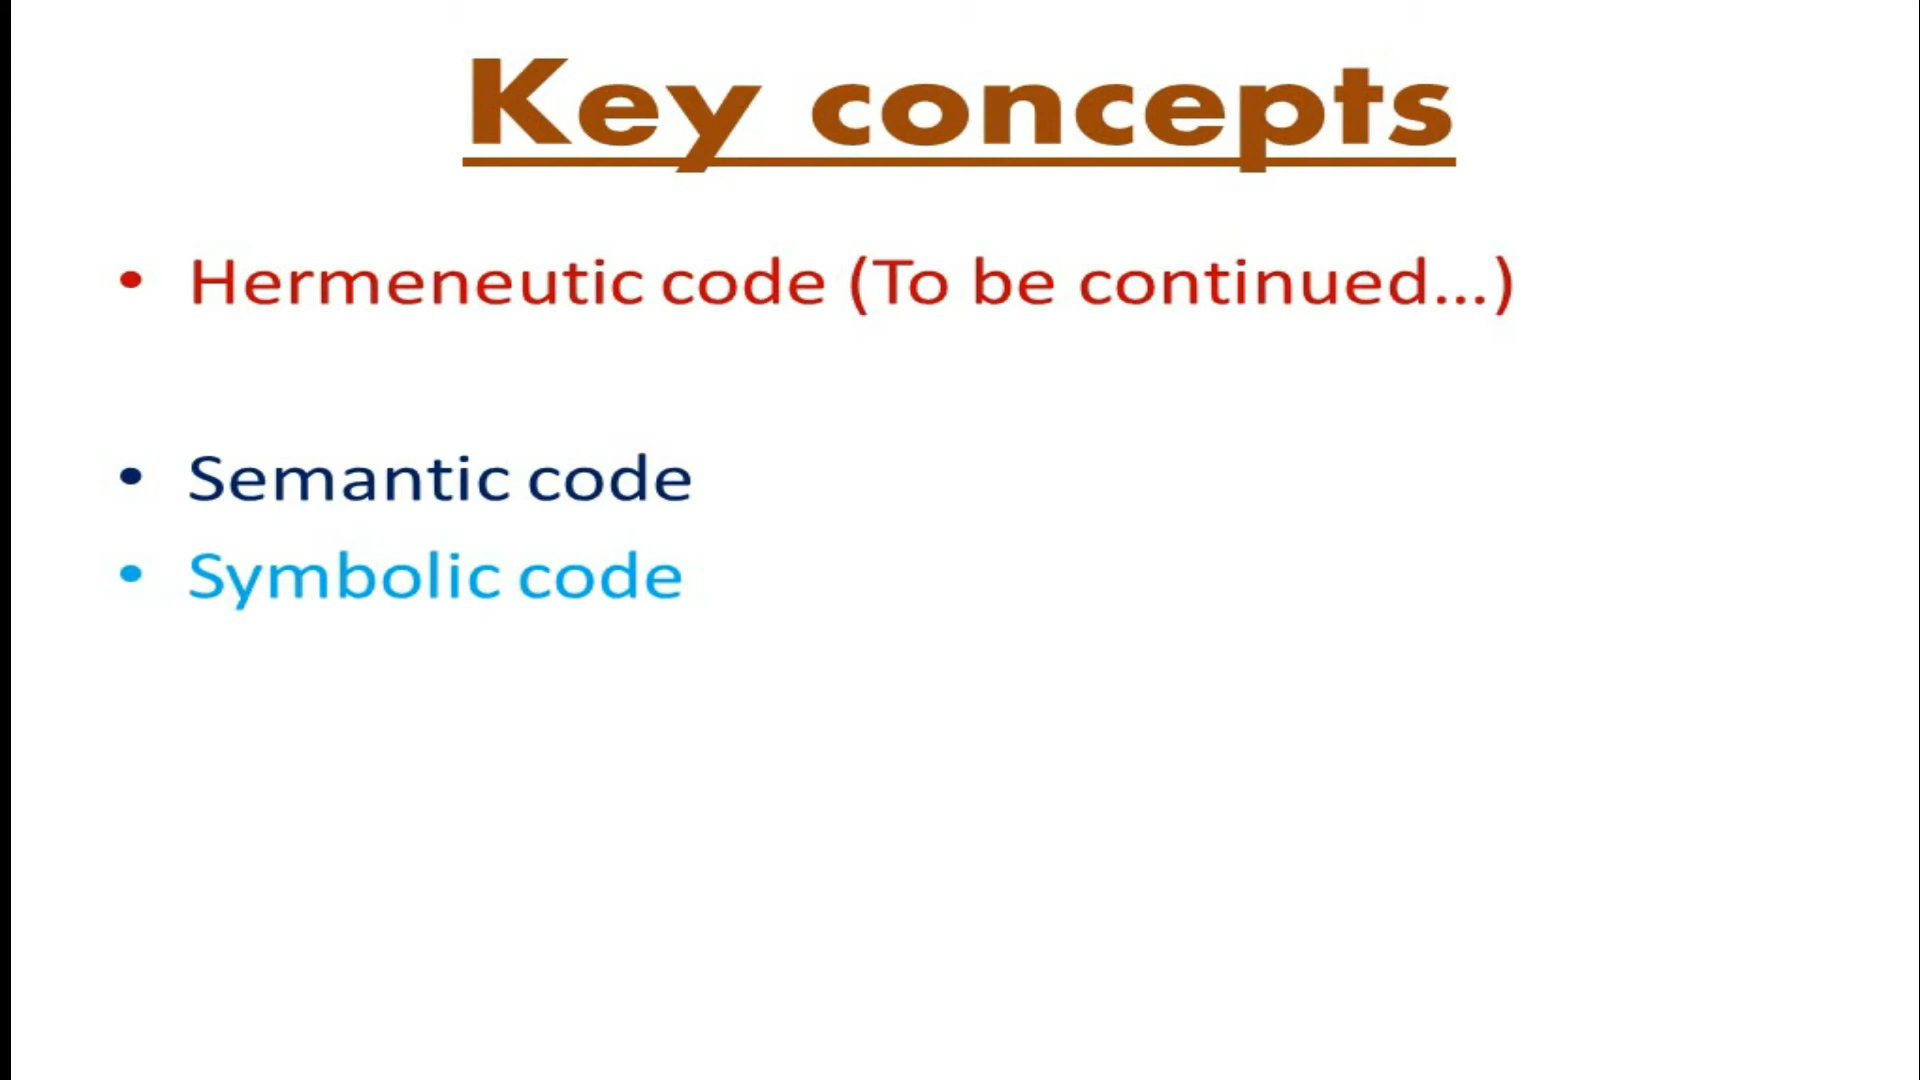 Key concepts
• Hermeneutic code (To be continued...)
• Semantic code
• Symbolic code